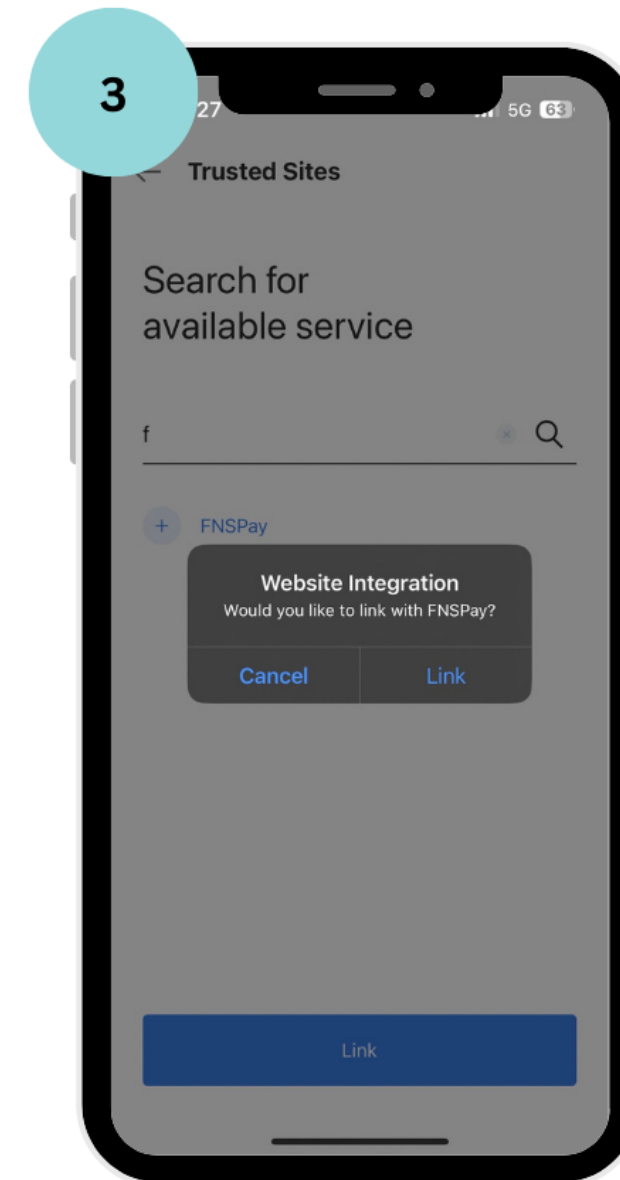 3
27
5G 63
Trusted Sites
Search for
available service
f
FNSPay
Website Integration
Would you like to link with FNSPay?
Cancel Link
Link